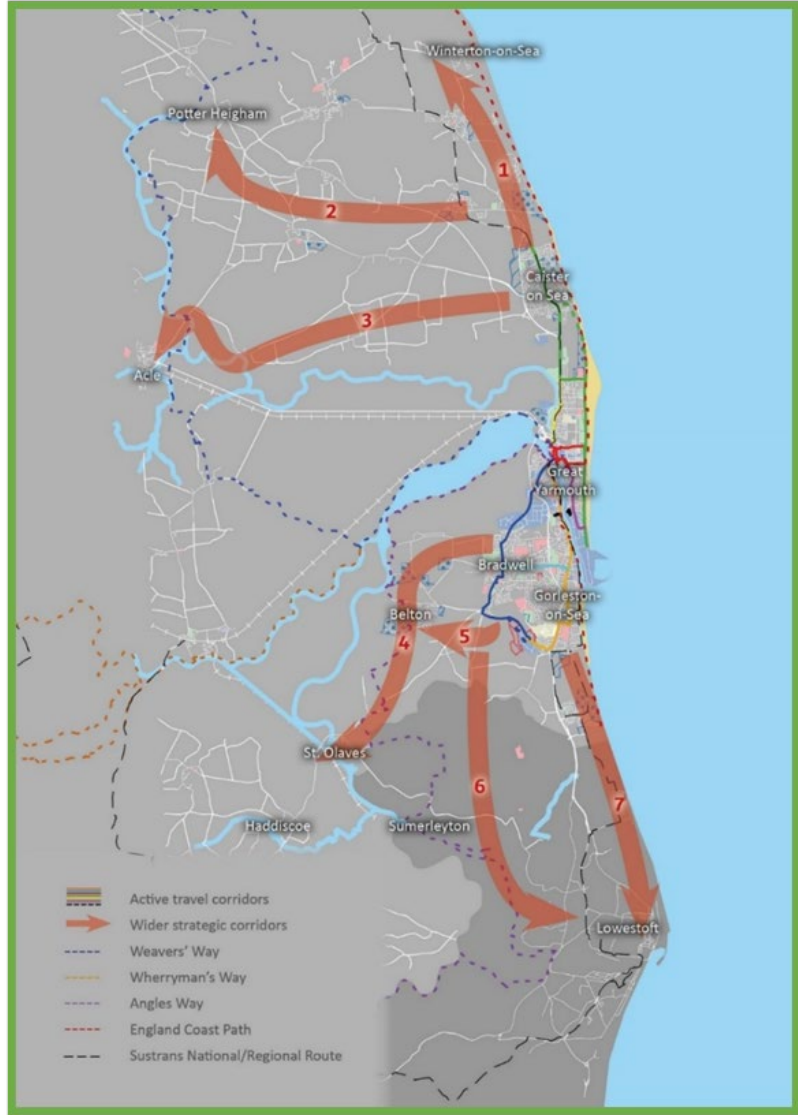 Winterton-on-Sea
Potter Heigham
1
2
Caister
on Sea
3
Acle
Great
Yarmouth
Bradwell
Gorleston-
on-Sea
Belton
4
5
St. Olaves
6
7
Haddiscoe
Sumerleyton
Lowestoft
Active travel corridors
Wider strategic corridors
Weavers' Way
Wherryman's Way
Angles Way
England Coast Path
Sustrans National/Regional Route